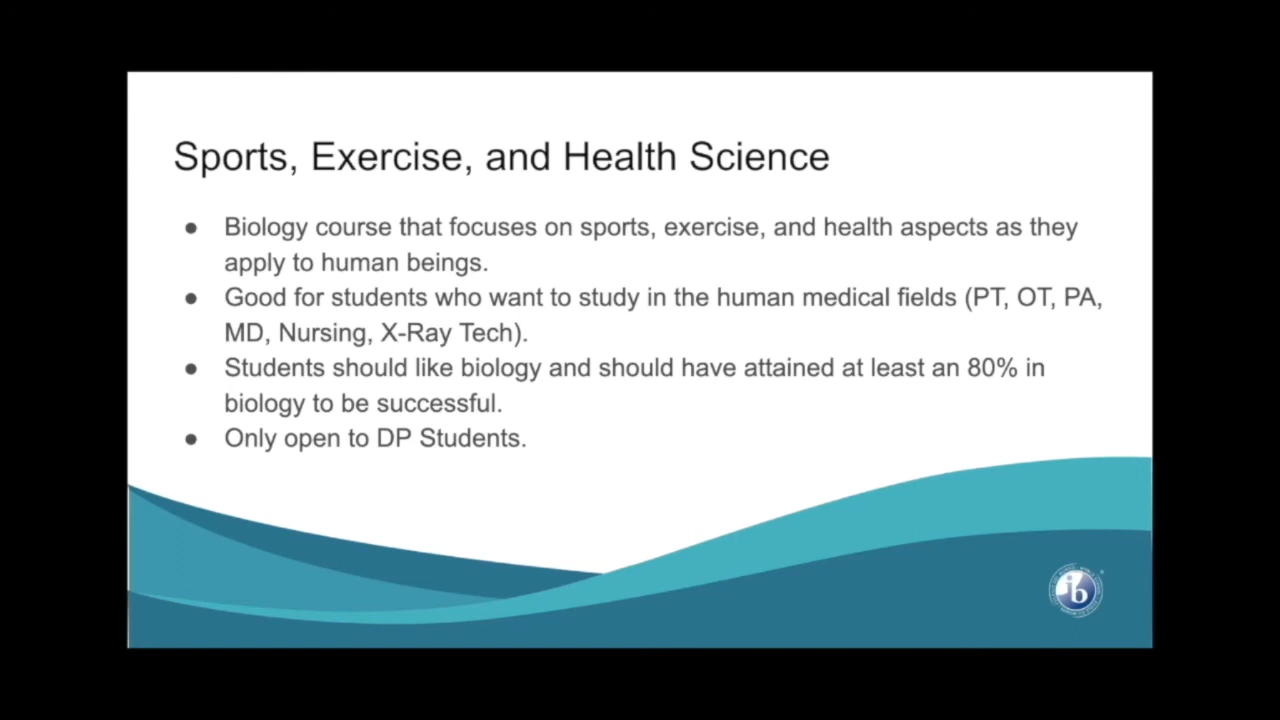 Sports, Exercise, and Health Science
● Biology course that focuses on sports, exercise, and health aspects as they
apply to human beings.
● Good for students who want to study in the human medical fields (PT, OT, PA,
MD, Nursing, X-Ray Tech).
● Students should like biology and should have attained at least an 80% in
biology to be successful.
● Only open to DP Students.
ib